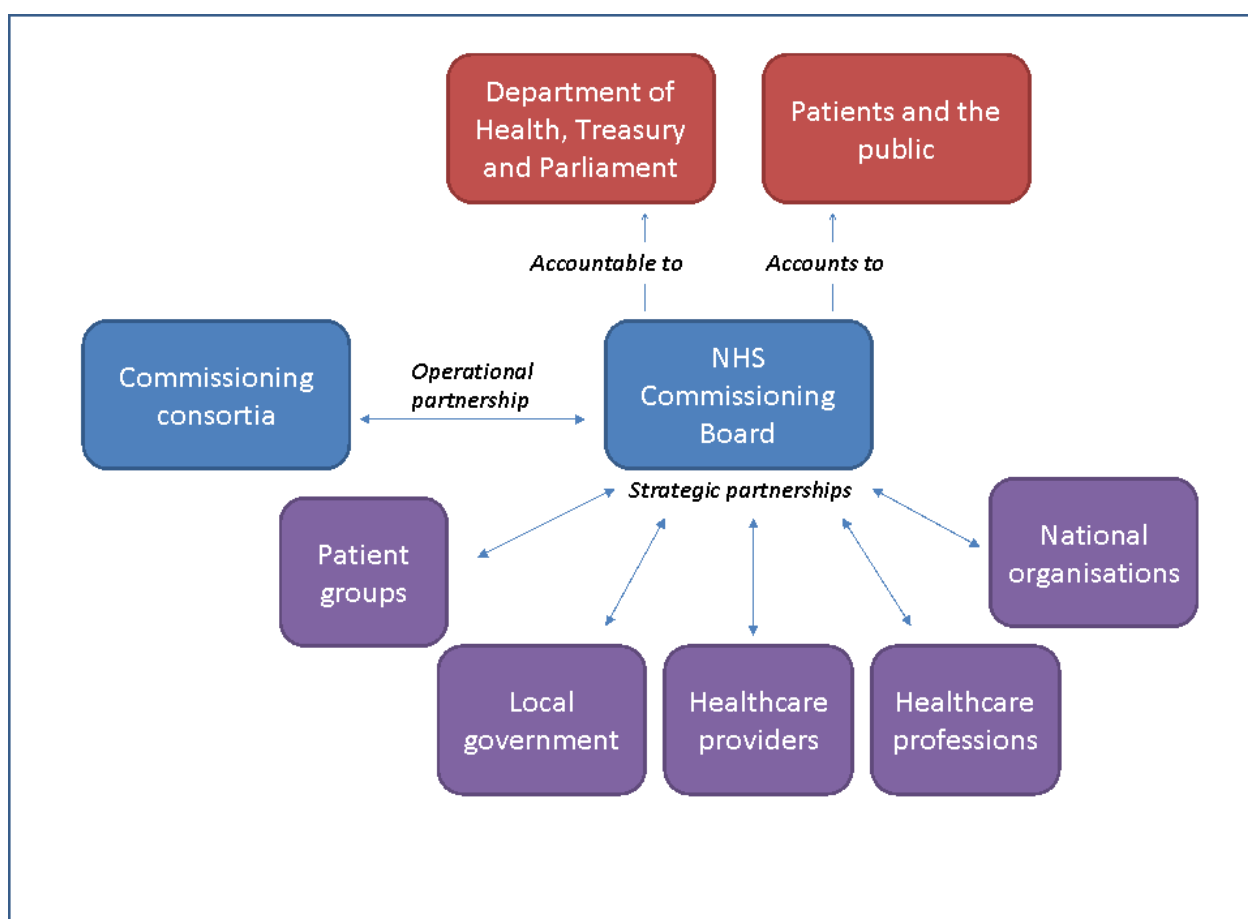 Department of
Health, Treasury
and Parliament
Patients and the
public
Accountable to
Accounts to
Commissioning
consortia
Operational
partnership
NHS
Commissioning
Board
Strategic partnerships
Patient
groups
National
organisations
Local
government
Healthcare
providers
Healthcare
professions